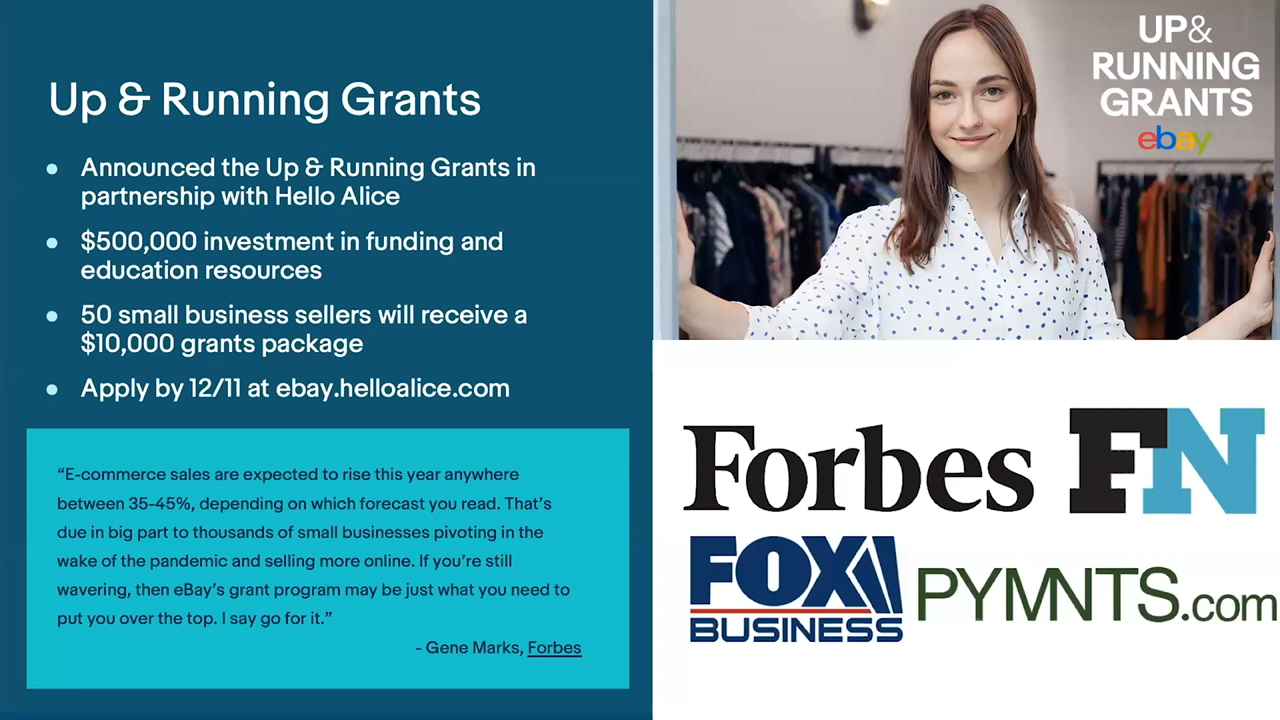 Up & Running Grants
• Announced the Up & Running Grants in
partnership with Hello Alice
• $500,000 investment in funding and
education resources
• 50 small business sellers will receive a
$10,000 grants package
• Apply by 12/11 at ebay.helloalice.com
“E-commerce sales are expected to rise this year anywhere
between 35-45%, depending on which forecast you read. That’s
due in big part to thousands of small businesses pivoting in the
wake of the pandemic and selling more online. If you’re still
wavering, then eBay’s grant program may be just what you need to
put you over the top. I say go for it.”
- Gene Marks, Forbes
UP&
RUNNING
GRANTS
ebay
Forbes
FN
FOX
BUSINESS
PYMNTS.com